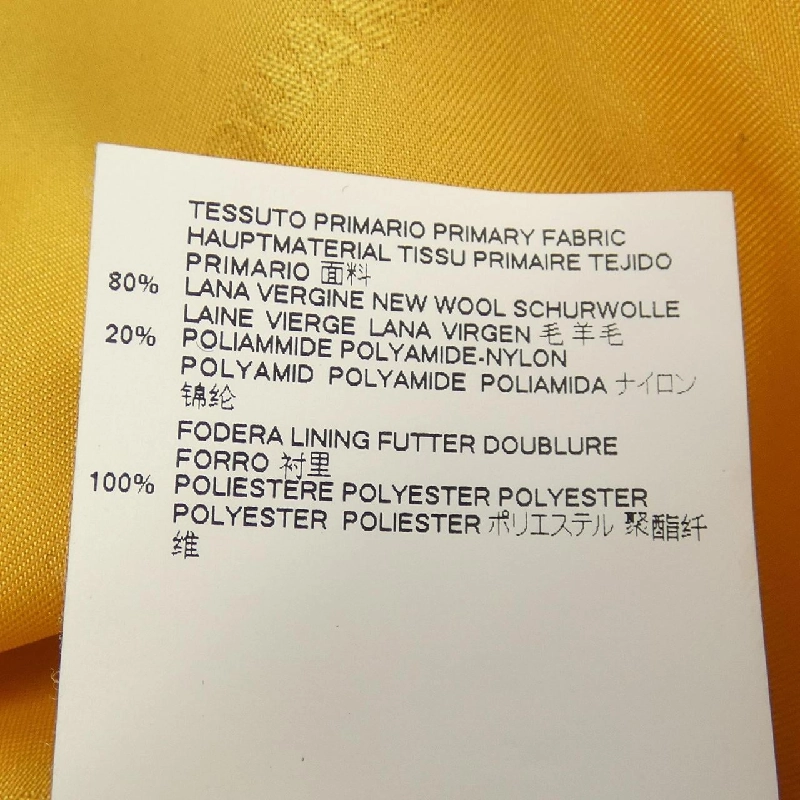 TESSUTO PRIMARIO PRIMARY FABRIC
HAUPTMATERIAL TISSU PRIMAIRE TEJIDO
PRIMARIO 面料
80% LANA VERGINE NEW WOOL SCHURWOLLE
LAINE VIERGE LANA VIRGEN 毛 羊毛
20% POLIAMMIDE POLYAMIDE-NYLON
POLYAMID POLYAMIDE POLIAMIDA ナイロン
锦纶
FODERA LINING FUTTER DOUBLURE
FORRO 衬里
100% POLIESTERE POLYESTER POLYESTER
POLYESTER POLIESTER ポリエステル 聚酯纤
维